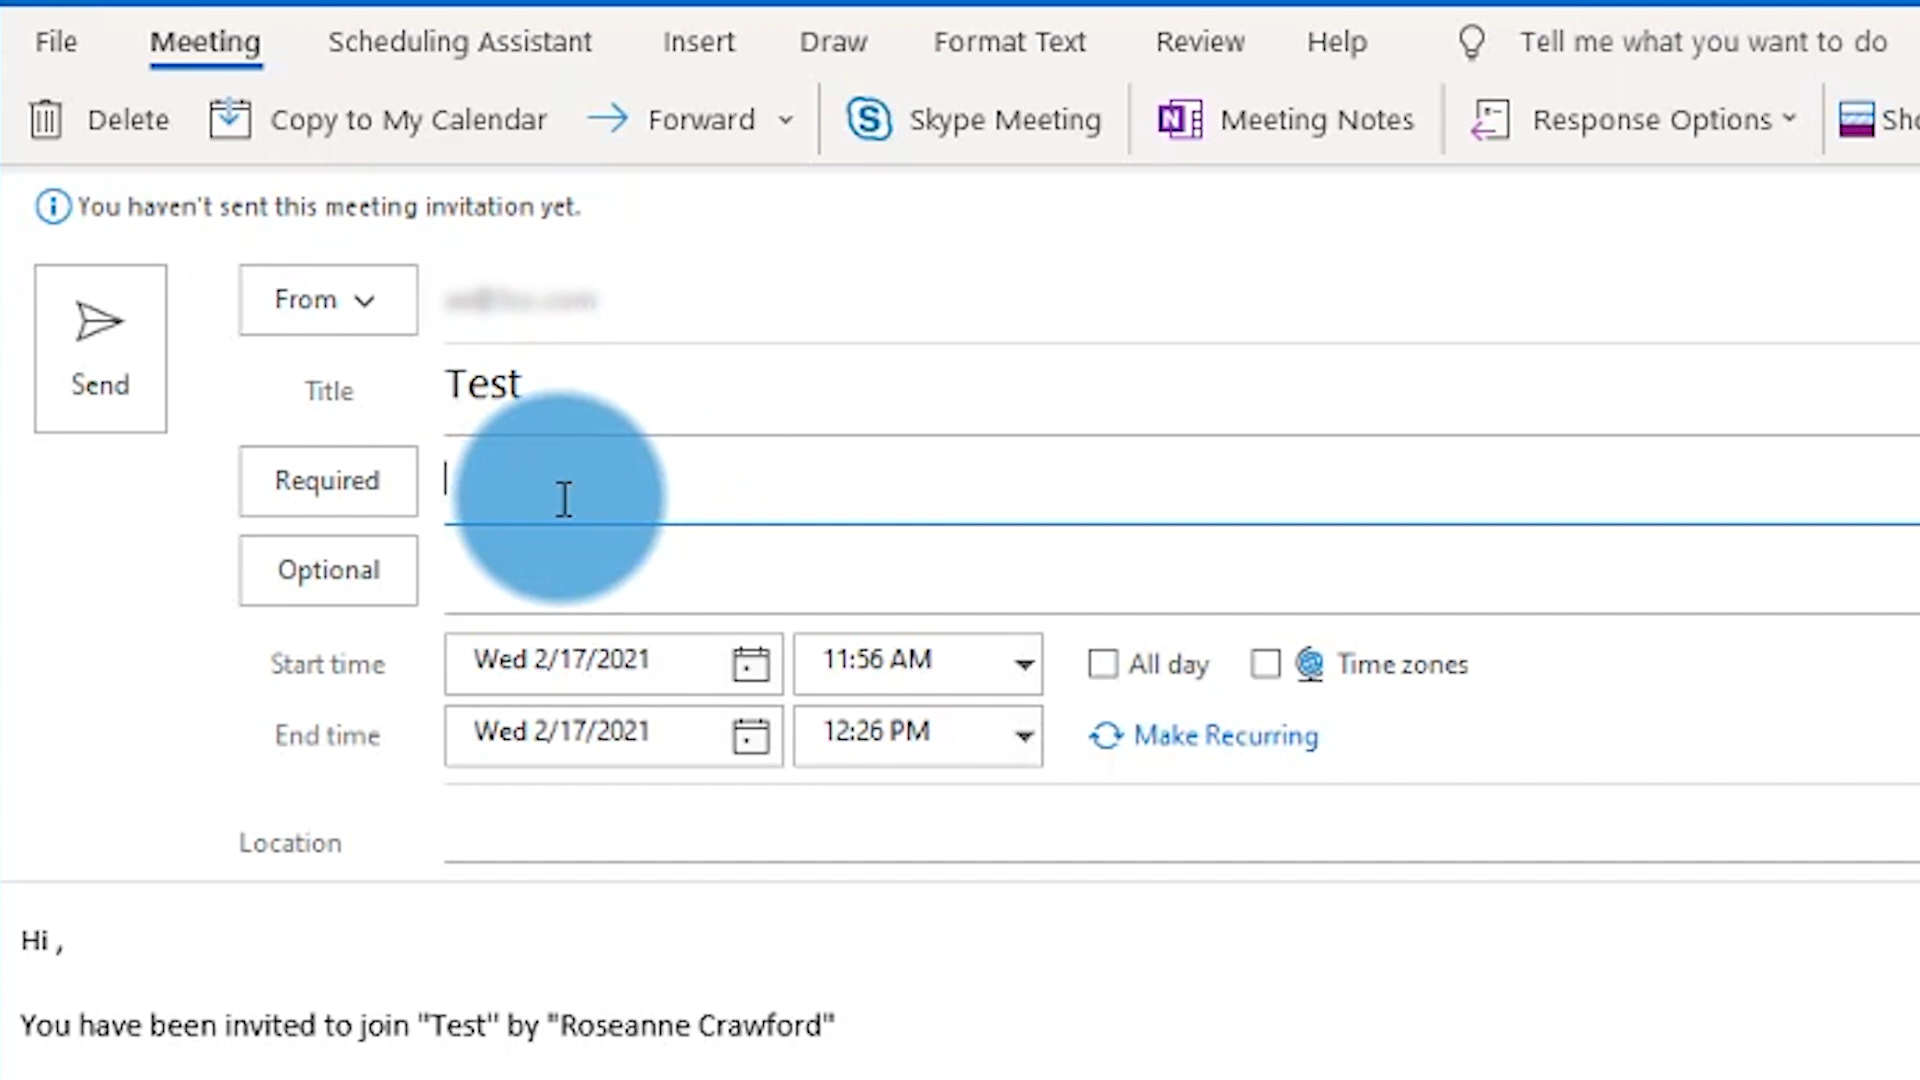 File Meeting Scheduling Assistant Insert Draw Format Text Review Help Tell me what you want to do
Delete Copy to My Calendar Forward Skype Meeting Meeting Notes Response Options
You haven't sent this meeting invitation yet.
From
Send
Title Test
Required
Optional
Start time Wed 2/17/2021 11:56 AM All day Time zones
End time Wed 2/17/2021 12:26 PM Make Recurring
Location
Hi ,
You have been invited to join "Test" by "Roseanne Crawford"